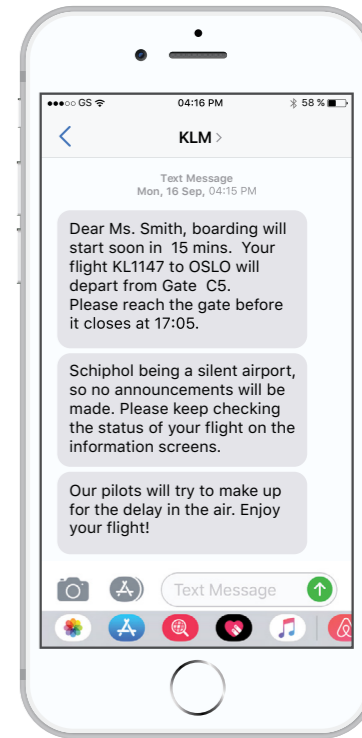 GS 04:16 PM 58 %
KLM >
Text Message
Mon, 16 Sep, 04:15 PM
Dear Ms. Smith, boarding will
start soon in 15 mins. Your
flight KL1147 to OSLO will
depart from Gate C5.
Please reach the gate before
it closes at 17:05.
Schiphol being a silent airport,
so no announcements will be
made. Please keep checking
the status of your flight on the
information screens.
Our pilots will try to make up
for the delay in the air. Enjoy
your flight!
Text Message